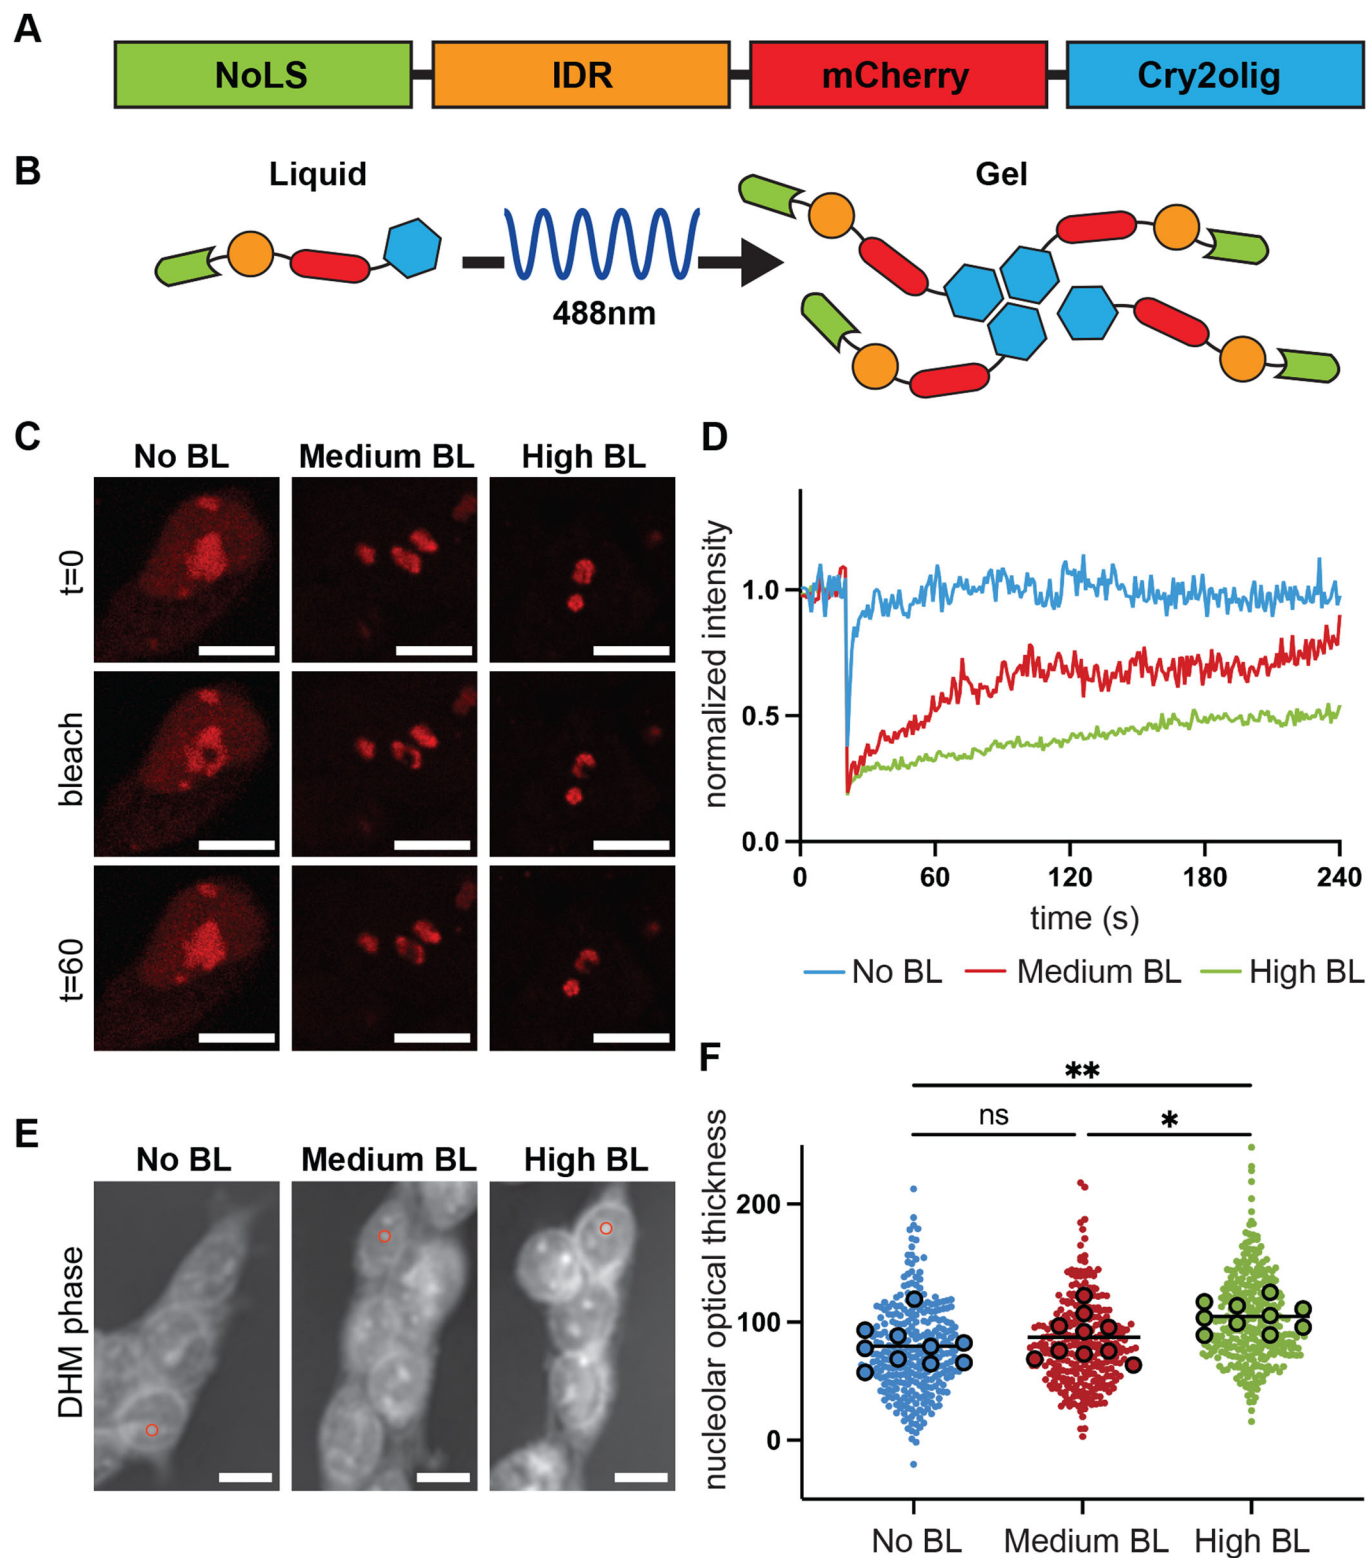 A
NoLS IDR mCherry Cry2olig
B
Liquid
488nm
Gel
C
No BL Medium BL High BL
t=0
bleach
t=60
D
normalized intensity
1.0
0.5
0.0
0 60 120 180 240
time (s)
No BL Medium BL High BL
E
No BL Medium BL High BL
DHM phase
F
**
ns *
nucleolar optical thickness
200
100
0
No BL Medium BL High BL